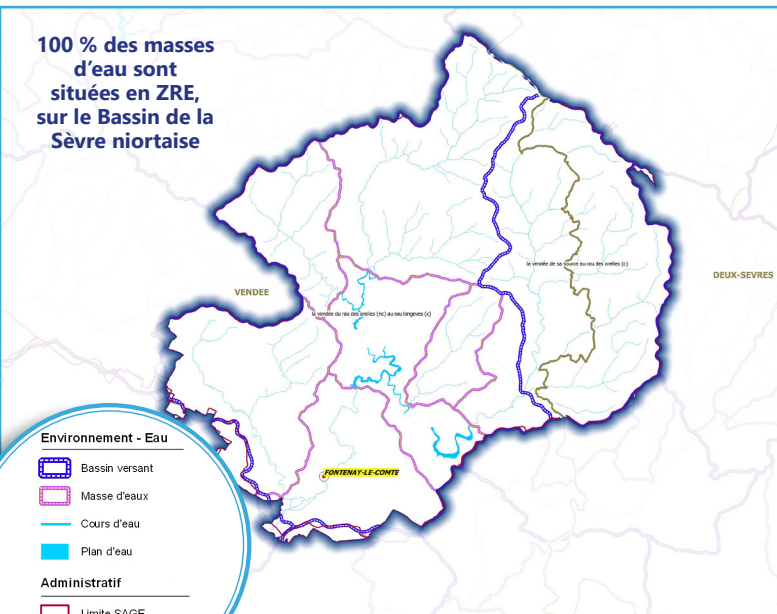 100 % des masses
d'eau sont
situées en ZRE,
sur le Bassin de la
Sèvre niortaise
la vendée de sa source au rau des orelles (c)
DEUX-SEVRES
VENDEE
la vendée du rau des orelles (nc) au rau longeves (c)
FONTENAY-LE-COMTE
Environnement - Eau
Bassin versant
Masse d'eaux
Cours d'eau
Plan d'eau
Administratif
Limite SAGE